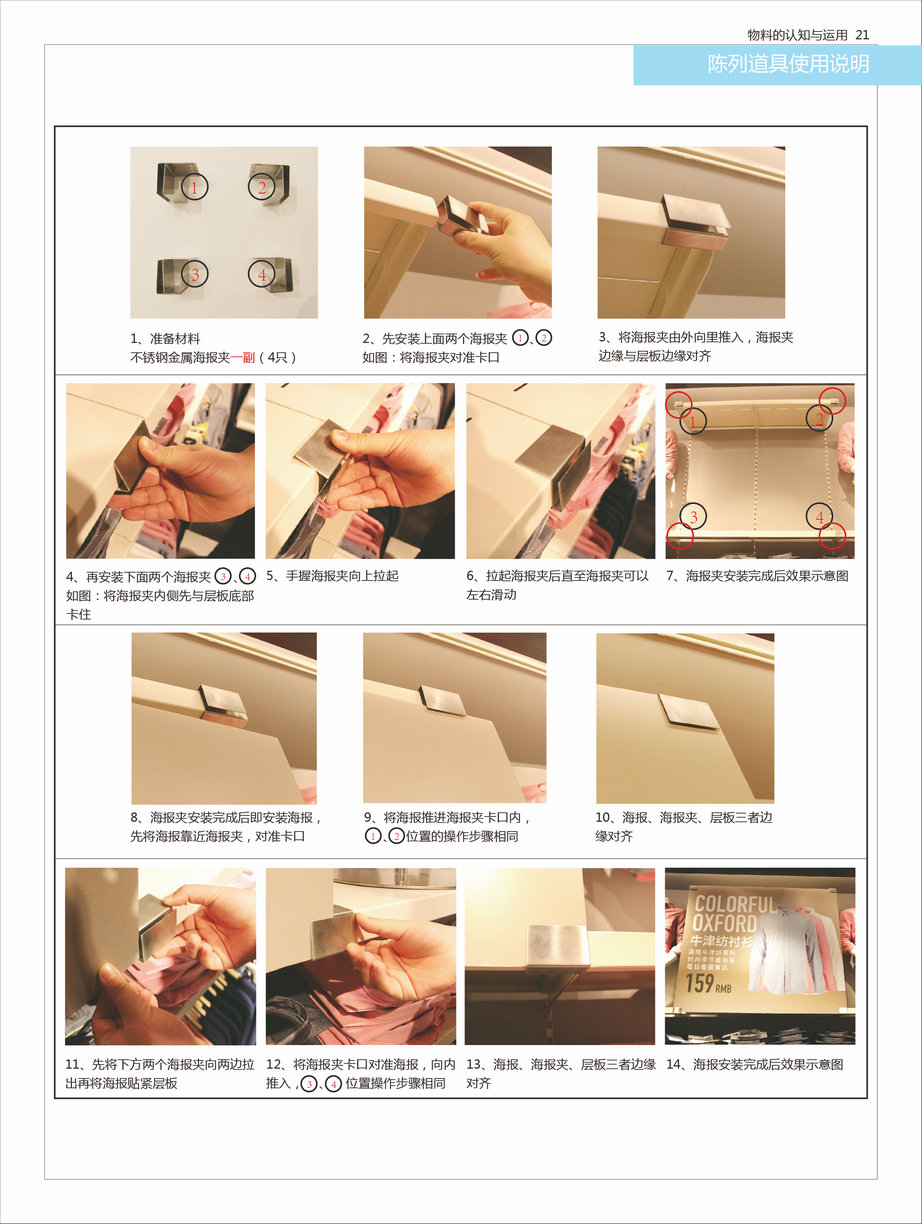 物料的认知与运用 21
陈列道具使用说明
1
2
3
4
1、准备材料
不锈钢金属海报夹一副（4只）
2、先安装上面两个海报夹 1、2
如图：将海报夹对准卡口
3、将海报夹由外向里推入，海报夹
边缘与层板边缘对齐
1
2
3
4
4、再安装下面两个海报夹 3、4
如图：将海报夹内侧先与层板底部
卡住
5、手握海报夹向上拉起
6、拉起海报夹后直至海报夹可以
左右滑动
7、海报夹安装完成后效果示意图
8、海报夹安装完成后即安装海报，
先将海报靠近海报夹，对准卡口
9、将海报推进海报夹卡口内，
1、2位置的操作步骤相同
10、海报、海报夹、层板三者边
缘对齐
COLORFUL
OXFORD
牛津纺衬衫
159RMB
11、先将下方两个海报夹向两边拉
出再将海报贴紧层板
12、将海报夹卡口对准海报，向内
推入，3、4 位置操作步骤相同
13、海报、海报夹、层板三者边缘
对齐
14、海报安装完成后效果示意图